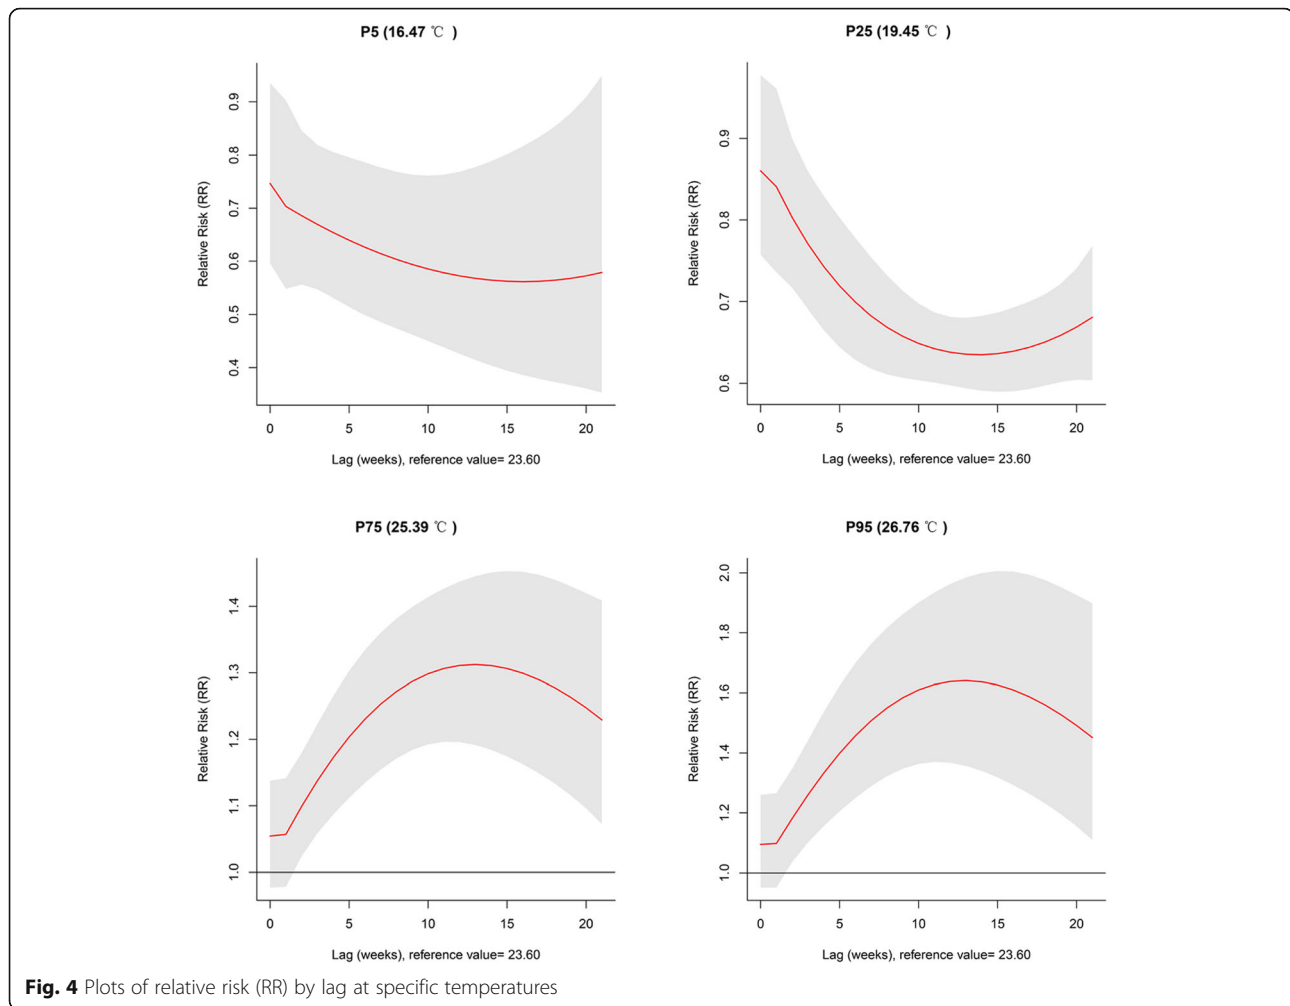 P5 (16.47 ℃ )
Relative Risk (RR)
0.9
0.8
0.7
0.6
0.5
0.4
0 5 10 15 20
Lag (weeks), reference value= 23.60
P25 (19.45 ℃ )
Relative Risk (RR)
0.9
0.8
0.7
0.6
0 5 10 15 20
Lag (weeks), reference value= 23.60
P75 (25.39 ℃ )
Relative Risk (RR)
1.4
1.3
1.2
1.1
1.0
0 5 10 15 20
Lag (weeks), reference value= 23.60
P95 (26.76 ℃ )
Relative Risk (RR)
2.0
1.8
1.6
1.4
1.2
1.0
0 5 10 15 20
Lag (weeks), reference value= 23.60
Fig. 4 Plots of relative risk (RR) by lag at specific temperatures